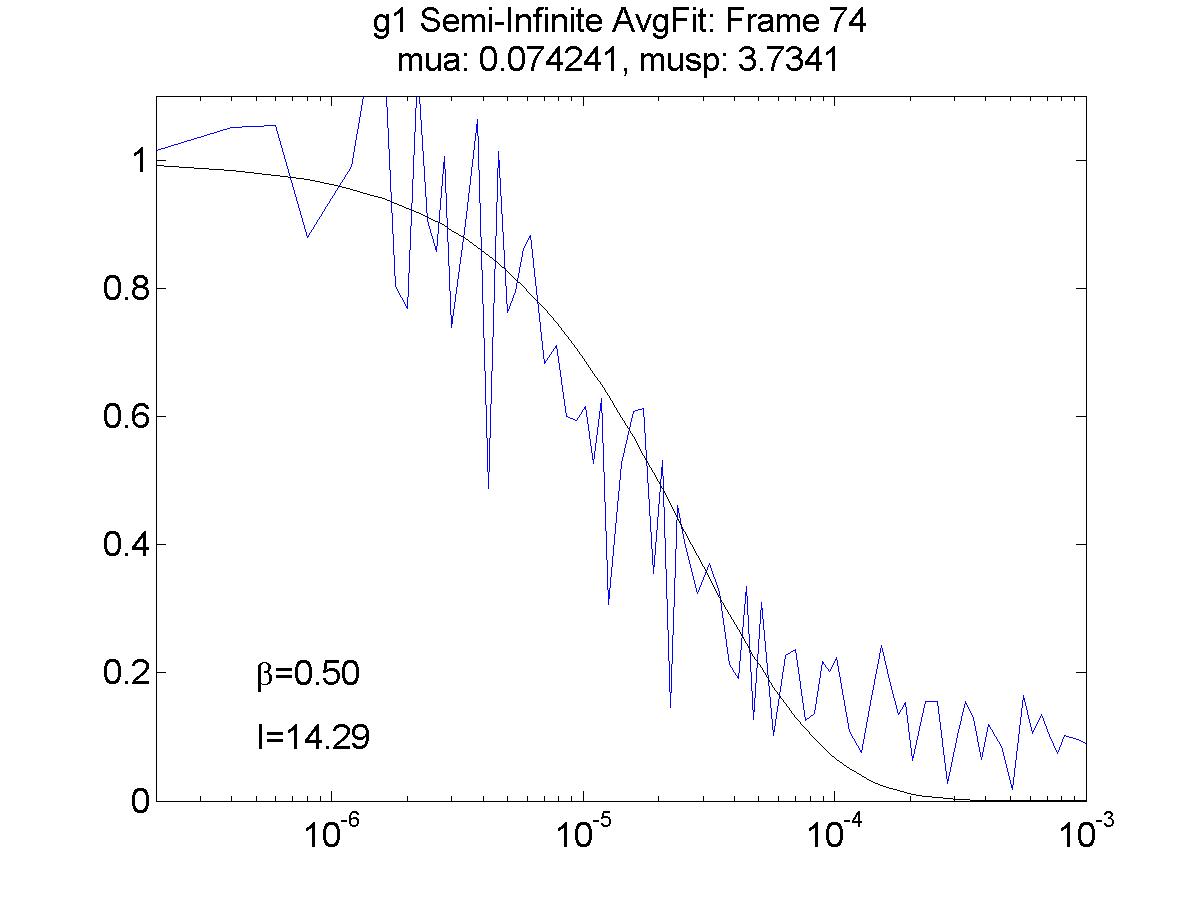 g1 Semi-Infinite AvgFit: Frame 74
mua: 0.074241, musp: 3.7341
1
0.8
0.6
0.4
0.2
0
β=0.50
I=14.29
10^-6
10^-5
10^-4
10^-3